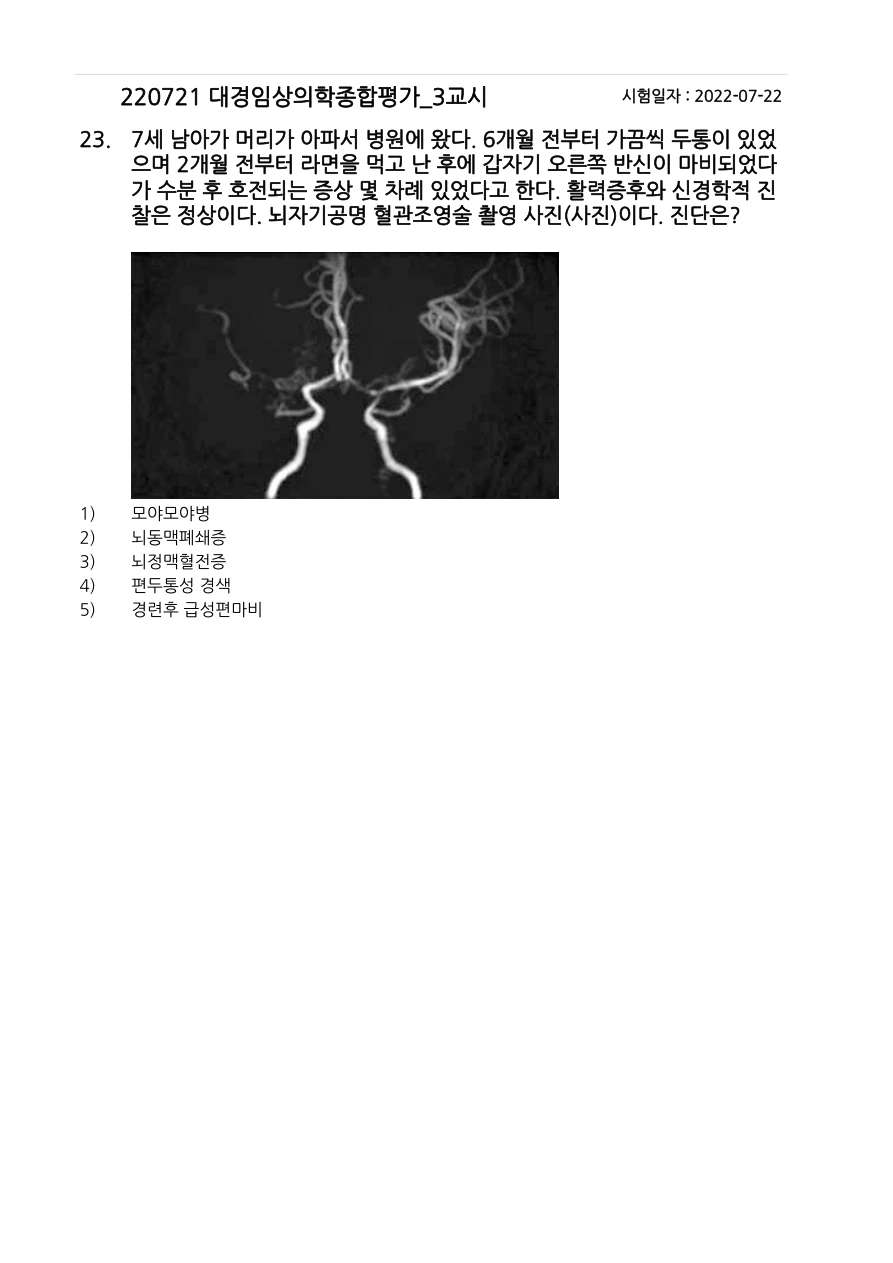 220721 대경임상의학종합평가_3교시 시험일자 : 2022-07-22
23. 7세 남아가 머리가 아파서 병원에 왔다. 6개월 전부터 가끔씩 두통이 있었
으며 2개월 전부터 라면을 먹고 난 후에 갑자기 오른쪽 반신이 마비되었다
가 수분 후 호전되는 증상 몇 차례 있었다고 한다. 활력증후와 신경학적 진
찰은 정상이다. 뇌자기공명 혈관조영술 촬영 사진(사진)이다. 진단은?
1) 모야모야병
2) 뇌동맥폐쇄증
3) 뇌정맥혈전증
4) 편두통성 경색
5) 경련후 급성편마비